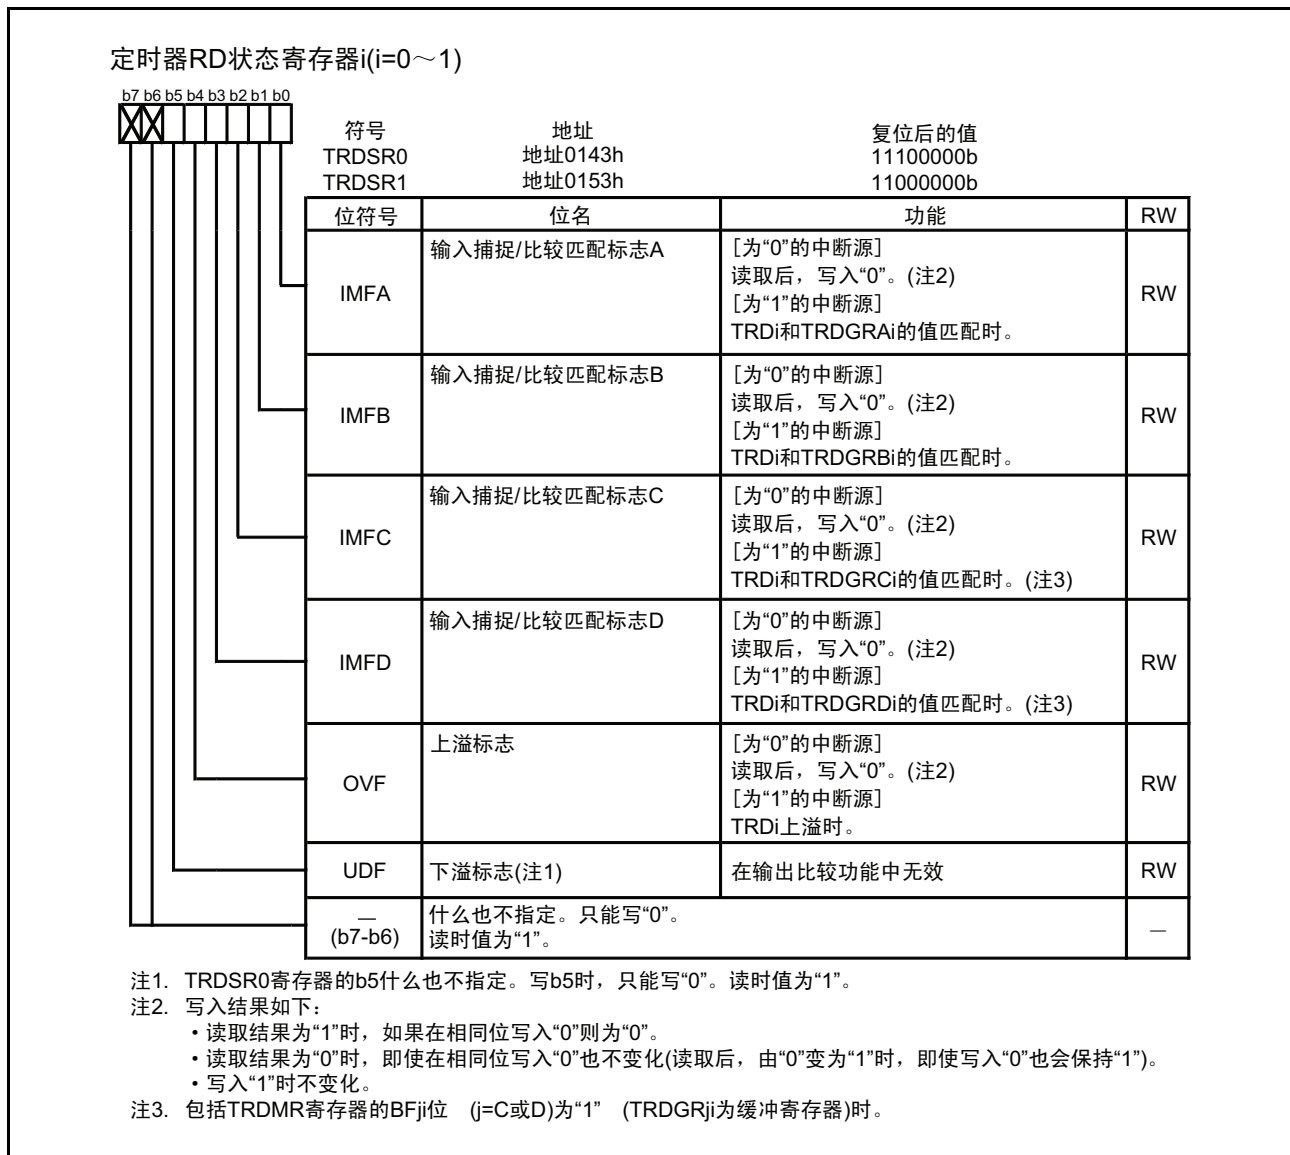 定时器RD状态寄存器i(i=0～1)
b7 b6 b5 b4 b3 b2 b1 b0
符号 地址 复位后的值
TRDSR0 地址0143h 11100000b
TRDSR1 地址0153h 11000000b
位符号 位名 功能 RW
IMFA 输入捕捉/比较匹配标志A [为“0”的中断源]
读取后，写入“0”。(注2)
[为“1”的中断源]
TRDi和TRDGRAi的值匹配时。 RW
IMFB 输入捕捉/比较匹配标志B [为“0”的中断源]
读取后，写入“0”。(注2)
[为“1”的中断源]
TRDi和TRDGRBi的值匹配时。 RW
IMFC 输入捕捉/比较匹配标志C [为“0”的中断源]
读取后，写入“0”。(注2)
[为“1”的中断源]
TRDi和TRDGRCi的值匹配时。(注3) RW
IMFD 输入捕捉/比较匹配标志D [为“0”的中断源]
读取后，写入“0”。(注2)
[为“1”的中断源]
TRDi和TRDGRDi的值匹配时。(注3) RW
OVF 上溢标志 [为“0”的中断源]
读取后，写入“0”。(注2)
[为“1”的中断源]
TRDi上溢时。 RW
UDF 下溢标志(注1) 在输出比较功能中无效 RW
— 什么也不指定。只能写“0”。
(b7-b6) 读时值为“1”。 —
注1. TRDSR0寄存器的b5什么也不指定。写b5时，只能写“0”。读时值为“1”。
注2. 写入结果如下：
・读取结果为“1”时，如果在相同位写入“0”则为“0”。
・读取结果为“0”时，即使在相同位写入“0”也不变化(读取后，由“0”变为“1”时，即使写入“0”也会保持“1”)。
・写入“1”时不变化。
注3. 包括TRDMR寄存器的BFji位 (j=C或D)为“1” (TRDGRji为缓冲寄存器)时。